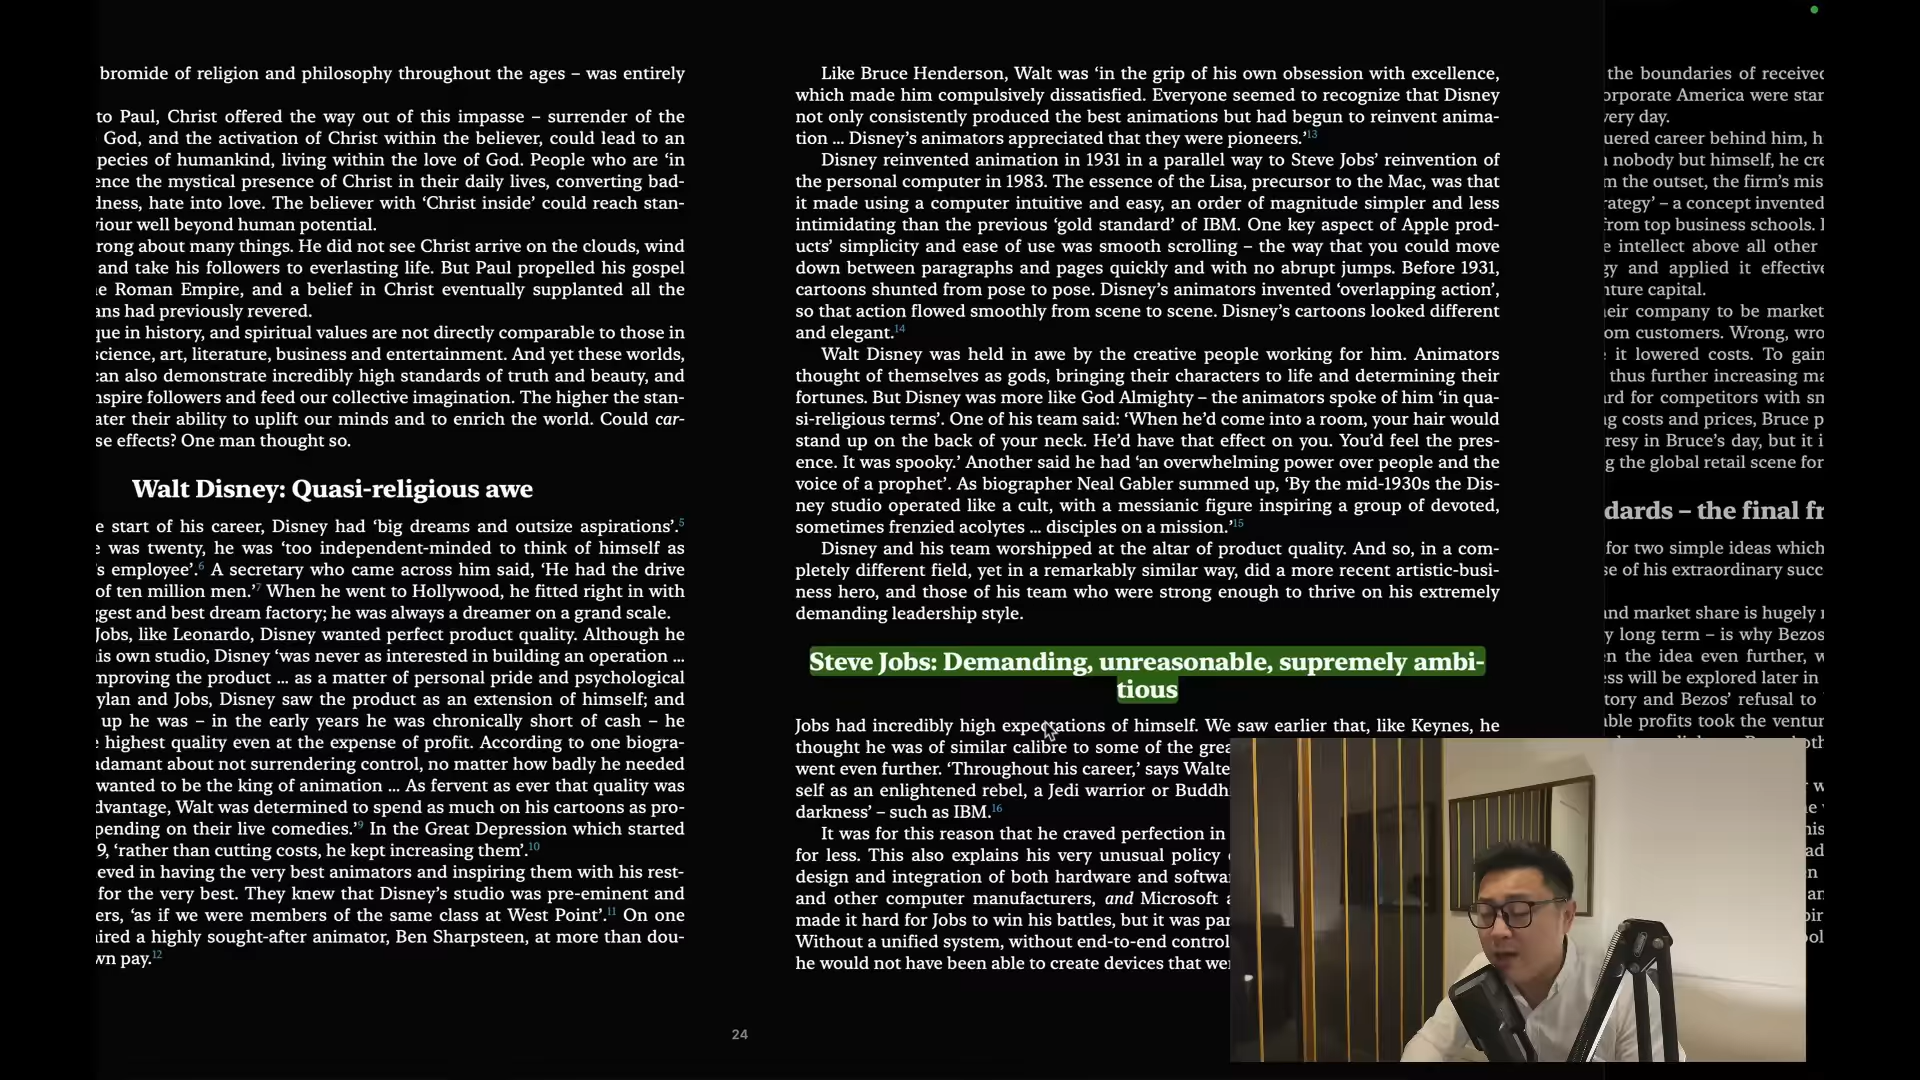 bromide of religion and philosophy throughout the ages – was entirely
to Paul, Christ offered the way out of this impasse – surrender of the
God, and the activation of Christ within the believer, could lead to an
pecies of humankind, living within the love of God. People who are ‘in
ence the mystical presence of Christ in their daily lives, converting bad-
dness, hate into love. The believer with ‘Christ inside’ could reach stan-
viour well beyond human potential.
rong about many things. He did not see Christ arrive on the clouds, wind
and take his followers to everlasting life. But Paul propelled his gospel
e Roman Empire, and a belief in Christ eventually supplanted all the
ans had previously revered.
que in history, and spiritual values are not directly comparable to those in
science, art, literature, business and entertainment. And yet these worlds,
can also demonstrate incredibly high standards of truth and beauty, and
nspire followers and feed our collective imagination. The higher the stan-
ater their ability to uplift our minds and to enrich the world. Could car-
se effects? One man thought so.
Walt Disney: Quasi-religious awe
e start of his career, Disney had ‘big dreams and outsize aspirations’.5
e was twenty, he was ‘too independent-minded to think of himself as
’s employee’.6 A secretary who came across him said, ‘He had the drive
of ten million men.’7 When he went to Hollywood, he fitted right in with
ggest and best dream factory; he was always a dreamer on a grand scale.
Jobs, like Leonardo, Disney wanted perfect product quality. Although he
is own studio, Disney ‘was never as interested in building an operation ...
mproving the product ... as a matter of personal pride and psychological
ylan and Jobs, Disney saw the product as an extension of himself; and
up he was – in the early years he was chronically short of cash – he
highest quality even at the expense of profit. According to one biogra-
adamant about not surrendering control, no matter how badly he needed
wanted to be the king of animation ... As fervent as ever that quality was
dvantage, Walt was determined to spend as much on his cartoons as pro-
pending on their live comedies.’9 In the Great Depression which started
9, ‘rather than cutting costs, he kept increasing them’.10
eved in having the very best animators and inspiring them with his rest-
for the very best. They knew that Disney’s studio was pre-eminent and
ers, ‘as if we were members of the same class at West Point’.11 On one
ired a highly sought-after animator, Ben Sharpsteen, at more than dou-
wn pay.12
Like Bruce Henderson, Walt was ‘in the grip of his own obsession with excellence,
which made him compulsively dissatisfied. Everyone seemed to recognize that Disney
not only consistently produced the best animations but had begun to reinvent anima-
tion ... Disney’s animators appreciated that they were pioneers.’13
Disney reinvented animation in 1931 in a parallel way to Steve Jobs’ reinvention of
the personal computer in 1983. The essence of the Lisa, precursor to the Mac, was that
it made using a computer intuitive and easy, an order of magnitude simpler and less
intimidating than the previous ‘gold standard’ of IBM. One key aspect of Apple prod-
ucts’ simplicity and ease of use was smooth scrolling – the way that you could move
down between paragraphs and pages quickly and with no abrupt jumps. Before 1931,
cartoons shunted from pose to pose. Disney’s animators invented ‘overlapping action’,
so that action flowed smoothly from scene to scene. Disney’s cartoons looked different
and elegant.14
Walt Disney was held in awe by the creative people working for him. Animators
thought of themselves as gods, bringing their characters to life and determining their
fortunes. But Disney was more like God Almighty – the animators spoke of him ‘in qua-
si-religious terms’. One of his team said: ‘When he’d come into a room, your hair would
stand up on the back of your neck. He’d have that effect on you. You’d feel the pres-
ence. It was spooky.’ Another said he had ‘an overwhelming power over people and the
voice of a prophet’. As biographer Neal Gabler summed up, ‘By the mid-1930s the Dis-
ney studio operated like a cult, with a messianic figure inspiring a group of devoted,
sometimes frenzied acolytes ... disciples on a mission.’15
Disney and his team worshipped at the altar of product quality. And so, in a com-
pletely different field, yet in a remarkably similar way, did a more recent artistic-busi-
ness hero, and those of his team who were strong enough to thrive on his extremely
demanding leadership style.
Steve Jobs: Demanding, unreasonable, supremely ambi-
tious
Jobs had incredibly high expectations of himself. We saw earlier that, like Keynes, he
thought he was of similar calibre to some of the grea
went even further. ‘Throughout his career,’ says Walte
self as an enlightened rebel, a Jedi warrior or Buddh
darkness’ – such as IBM.16
It was for this reason that he craved perfection in
for less. This also explains his very unusual policy
design and integration of both hardware and softwar
and other computer manufacturers, and Microsoft
made it hard for Jobs to win his battles, but it was par
Without a unified system, without end-to-end control
he would not have been able to create devices that wer
24
the boundaries of received
orporate America were star
very day.
uered career behind him, h
nobody but himself, he cre
m the outset, the firm’s mis
rategy’ – a concept invented
from top business schools.
e intellect above all other
gy and applied it effective
nture capital.
eir company to be market
om customers. Wrong, wro
it lowered costs. To gain
thus further increasing ma
rd for competitors with sm
g costs and prices, Bruce p
resy in Bruce’s day, but it i
g the global retail scene for
dards – the final fr
for two simple ideas which
se of his extraordinary succ
and market share is hugely
y long term – is why Bezos
n the idea even further, w
ess will be explored later in
tory and Bezos’ refusal to
able profits took the ventur